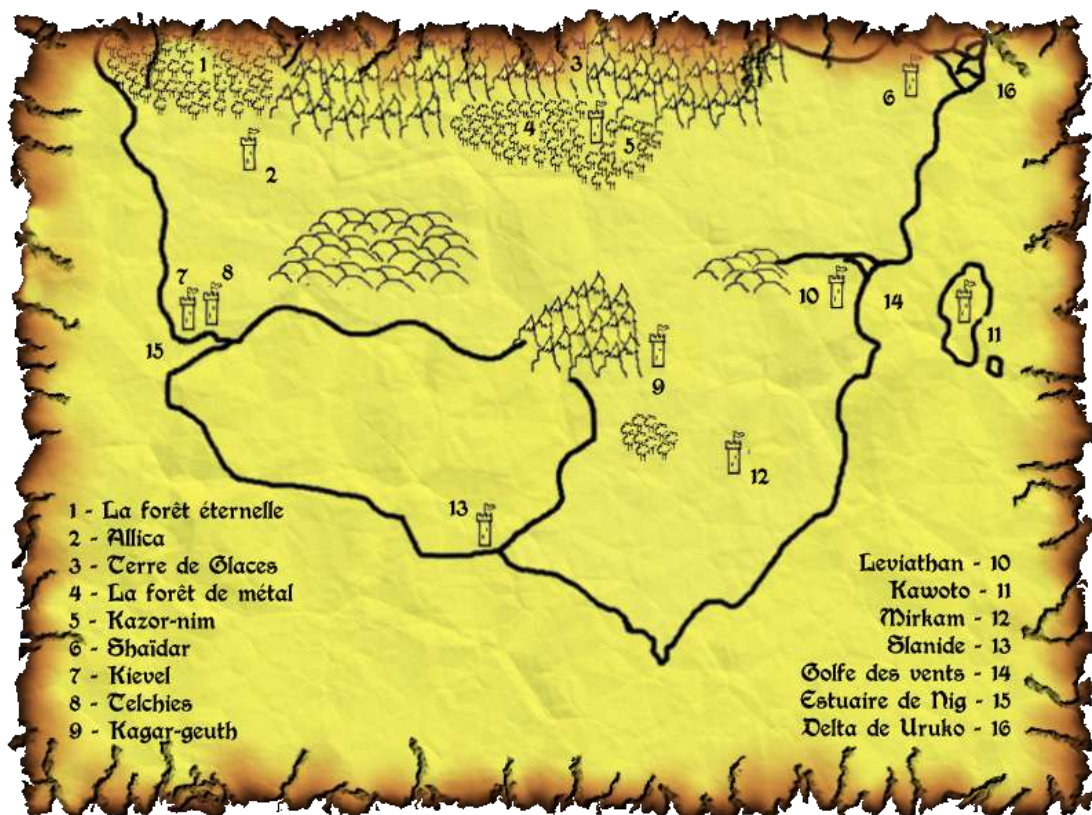 1
3
6
16
4
5
2
7
8
10
14
11
15
9
12
13
1 - La forêt éternelle
2 - Allica
3 - Terre de Glaces
4 - La forêt de métal
5 - Kazor-nim
6 - Shaïdar
7 - Kievel
8 - Telchies
9 - Kagar-geuth
Leviathan - 10
Kawoto - 11
Mirkam - 12
Slanide - 13
Golfe des vents - 14
Estuaire de Nig - 15
Delta de Uruko - 16